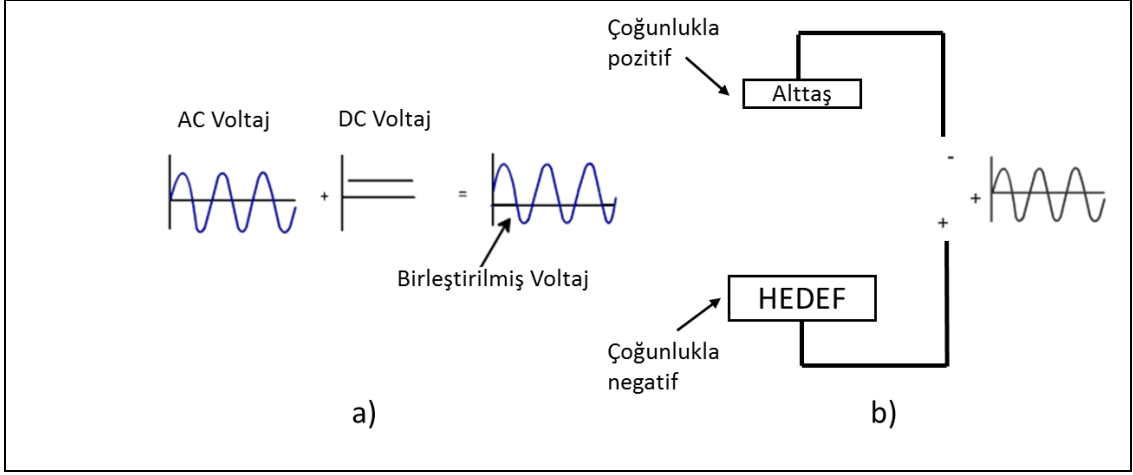 AC Voltaj
DC Voltaj
+
=
Birleştirilmiş Voltaj
a)
Çoğunlukla
pozitif
Alttaş
-
+
+
HEDEF
Çoğunlukla
negatif
b)